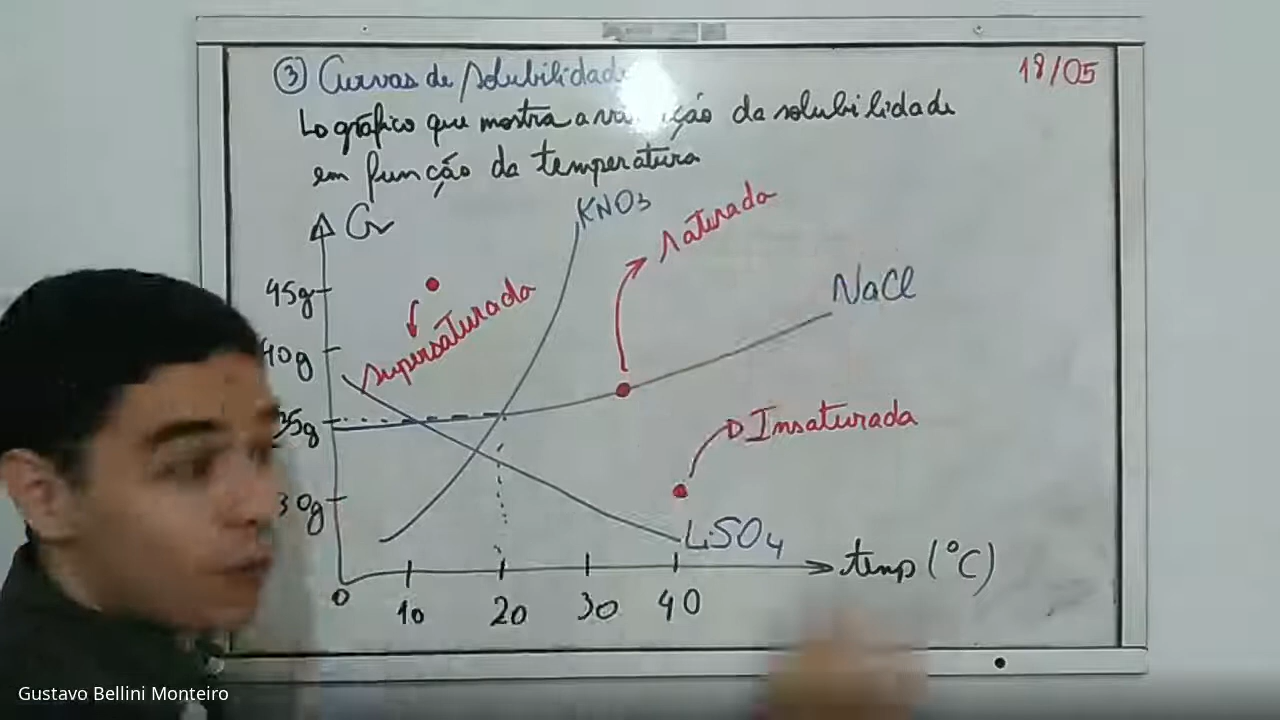 ③ Curvas de solubilidade
18/05
↳ gráfico que mostra a variação da solubilidade
em função da temperatura
Cs
KNO3
saturada
45g
supersaturada
NaCl
40g
35g
Insaturada
30g
LiSO4
temp (°C)
0 10 20 30 40
Gustavo Bellini Monteiro